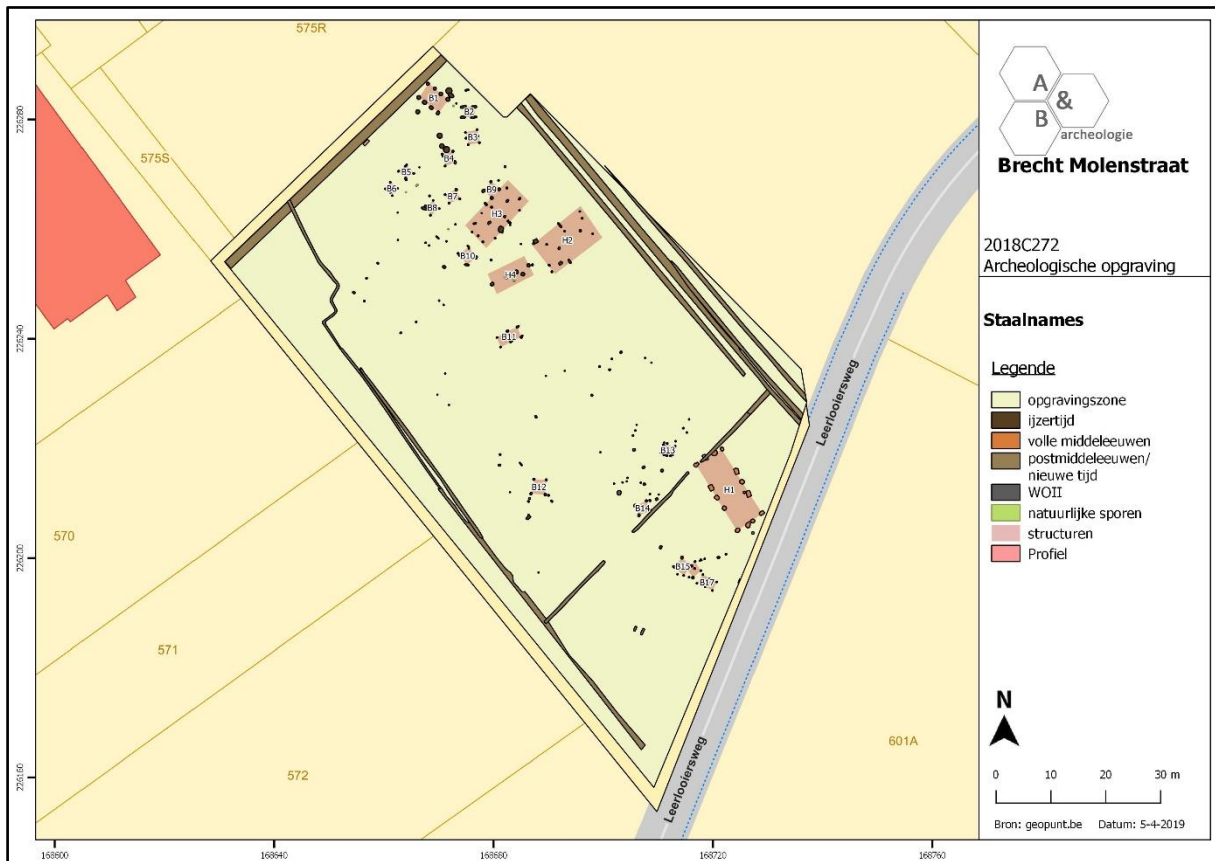 575R
575S
570
571
572
601A
B1
B2
B3
B4
B5
B6
B7
B8
B9
H3
H2
B10
H4
B11
B12
B13
B14
H1
B15
B17
Leerlooiersweg
Leerlooiersweg
226280
226240
226200
226160
168600
168640
168680
168720
168760
A
&
B
archeologie
Brecht Molenstraat
2018C272
Archeologische opgraving
Staalnames
Legende
opgravingszone
ijzertijd
volle middeleeuwen
postmiddeleeuwen/
nieuwe tijd
WOII
natuurlijke sporen
structuren
Profiel
N
0 10 20 30 m
Bron: geopunt.be Datum: 5-4-2019